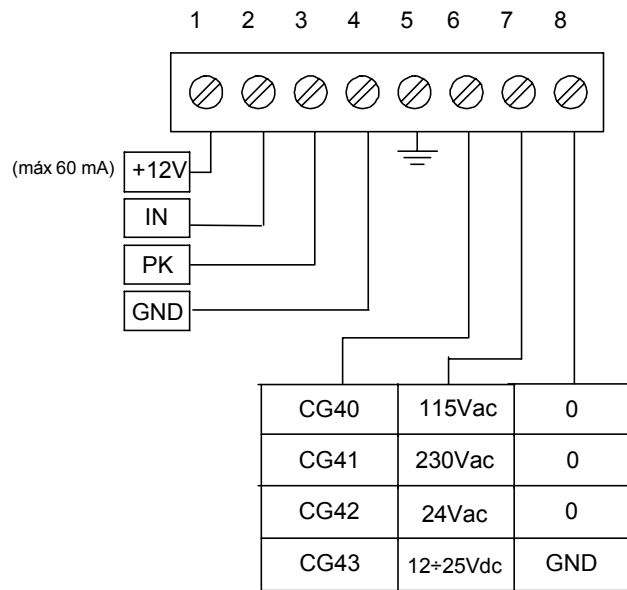 1 2 3 4 5 6 7 8
(máx 60 mA) +12V
IN
PK
GND
CG40 115Vac 0
CG41 230Vac 0
CG42 24Vac 0
CG43 12÷25Vdc GND